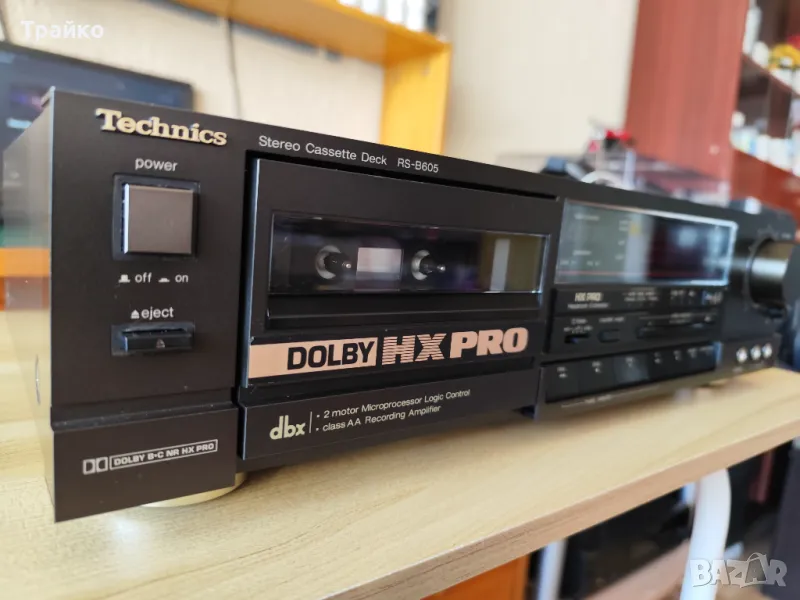 Трайко
Technics
Stereo Cassette Deck RS-B605
power
off on
eject
DOLBY HX PRO
dbx
• 2 motor Microprocessor Logic Control
• class AA Recording Amplifier
DOLBY B•C NR HX PRO
HX PRO
BAZAR